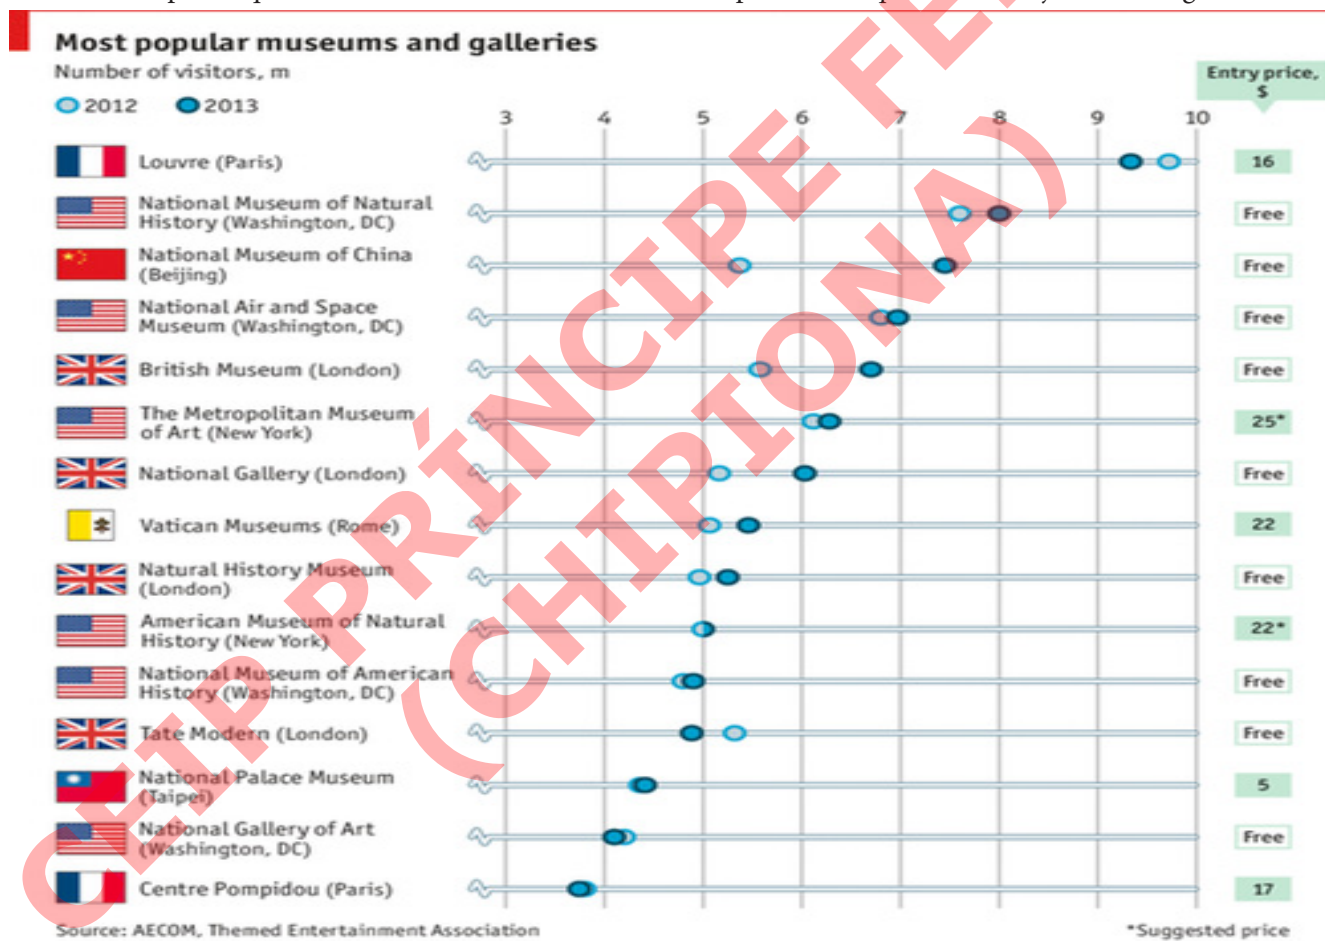 Most popular museums and galleries
Number of visitors, m
2012 2013
Entry price, $
3 4 5 6 7 8 9 10
Louvre (Paris) 16
National Museum of Natural
History (Washington, DC) Free
National Museum of China
(Beijing) Free
National Air and Space
Museum (Washington, DC) Free
British Museum (London) Free
The Metropolitan Museum
of Art (New York) 25*
National Gallery (London) Free
Vatican Museums (Rome) 22
Natural History Museum
(London) Free
American Museum of Natural
History (New York) 22*
National Museum of American
History (Washington, DC) Free
Tate Modern (London) Free
National Palace Museum
(Taipei) 5
National Gallery of Art
(Washington, DC) Free
Centre Pompidou (Paris) 17
Source: AECOM, Themed Entertainment Association
*Suggested price
CEIP PRÍNCIPE
(CHIPIONA)